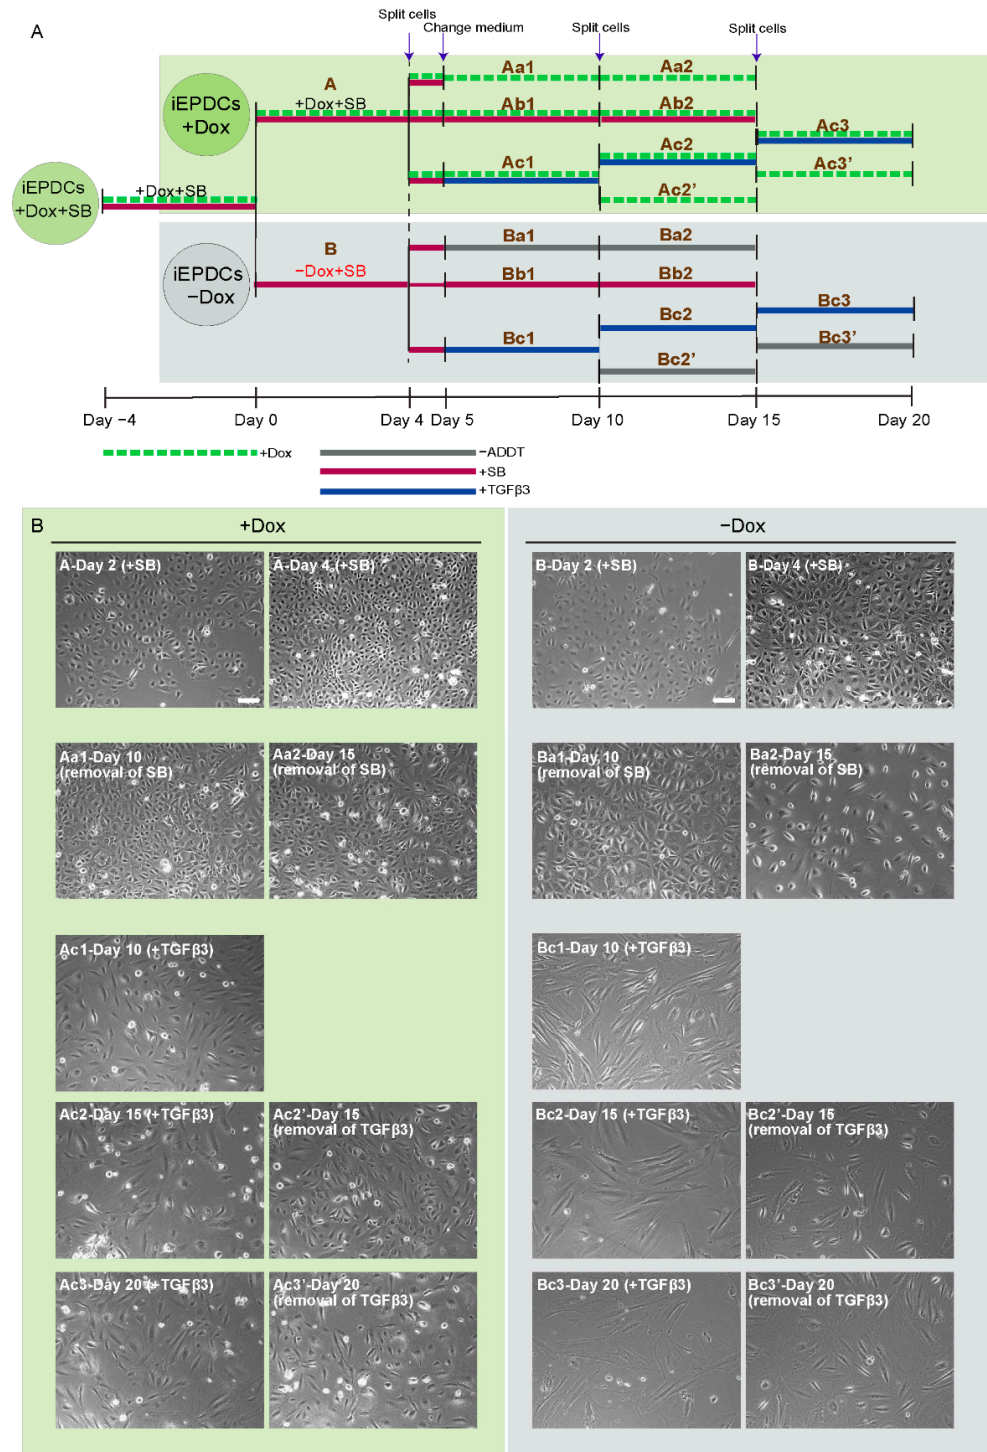 Split cells
Change medium
Split cells
Split cells
A
iEPDCs
+Dox
A
+Dox+SB
Aa1
Aa2
Ab1
Ab2
Ac1
Ac2
Ac3
Ac2’
Ac3’
iEPDCs
+Dox+SB
+Dox+SB
iEPDCs
−Dox
B
−Dox+SB
Ba1
Ba2
Bb1
Bb2
Bc1
Bc2
Bc3
Bc2’
Bc3’
Day −4
Day 0
Day 4
Day 5
Day 10
Day 15
Day 20
+Dox
−ADDT
+SB
+TGFβ3
B
+Dox
−Dox
A-Day 2 (+SB)
A-Day 4 (+SB)
B-Day 2 (+SB)
B-Day 4 (+SB)
Aa1-Day 10
(removal of SB)
Aa2-Day 15
(removal of SB)
Ba1-Day 10
(removal of SB)
Ba2-Day 15
(removal of SB)
Ac1-Day 10 (+TGFβ3)
Bc1-Day 10 (+TGFβ3)
Ac2-Day 15 (+TGFβ3)
Ac2’-Day 15
(removal of TGFβ3)
Bc2-Day 15 (+TGFβ3)
Bc2’-Day 15
(removal of TGFβ3)
Ac3-Day 20 (+TGFβ3)
Ac3’-Day 20
(removal of TGFβ3)
Bc3-Day 20 (+TGFβ3)
Bc3’-Day 20
(removal of TGFβ3)